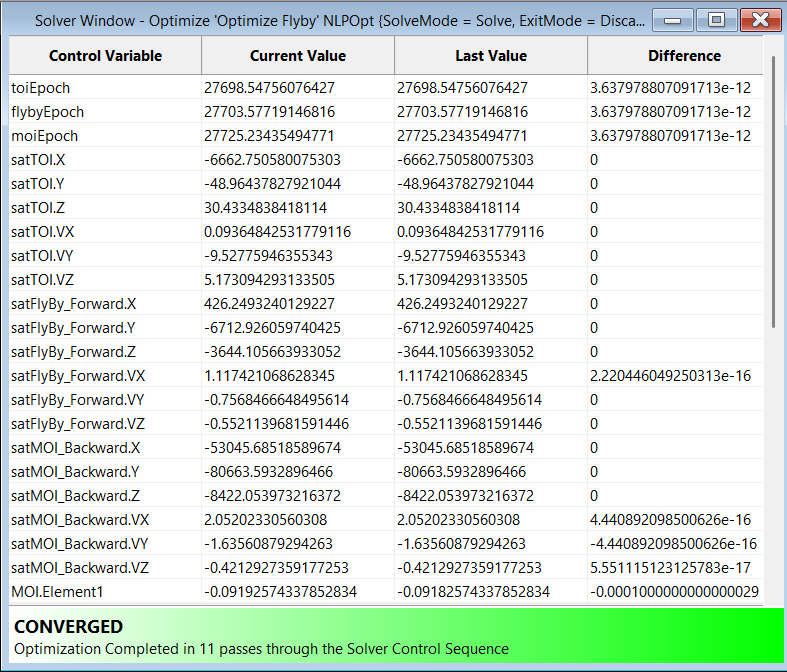 Solver Window - Optimize 'Optimize Flyby' NLPOpt {SolveMode = Solve, ExitMode = Disca...
Control Variable Current Value Last Value Difference
toiEpoch 27698.54756076427 27698.54756076427 3.637978807091713e-12
flybyEpoch 27703.57719146816 27703.57719146816 3.637978807091713e-12
moiEpoch 27725.23435494771 27725.23435494771 3.637978807091713e-12
satTOI.X -6662.750580075303 -6662.750580075303 0
satTOI.Y -48.96437827921044 -48.96437827921044 0
satTOI.Z 30.4334838418114 30.4334838418114 0
satTOI.VX 0.09364842531779116 0.09364842531779116 0
satTOI.VY -9.52775946355343 -9.52775946355343 0
satTOI.VZ 5.173094293133505 5.173094293133505 0
satFlyBy_Forward.X 426.2493240129227 426.2493240129227 0
satFlyBy_Forward.Y -6712.926059740425 -6712.926059740425 0
satFlyBy_Forward.Z -3644.105663933052 -3644.105663933052 0
satFlyBy_Forward.VX 1.117421068628345 1.117421068628345 2.220446049250313e-16
satFlyBy_Forward.VY -0.7568466648495614 -0.7568466648495614 0
satFlyBy_Forward.VZ -0.5521139681591446 -0.5521139681591446 0
satMOI_Backward.X -53045.68518589674 -53045.68518589674 0
satMOI_Backward.Y -80663.5932896466 -80663.5932896466 0
satMOI_Backward.Z -8422.053973216372 -8422.053973216372 0
satMOI_Backward.VX 2.05202330560308 2.05202330560308 4.440892098500626e-16
satMOI_Backward.VY -1.63560879294263 -1.63560879294263 -4.440892098500626e-16
satMOI_Backward.VZ -0.4212927359177253 -0.4212927359177253 5.551115123125783e-17
MOI.Element1 -0.09192574337852834 -0.09182574337852834 -0.0001000000000000029
CONVERGED
Optimization Completed in 11 passes through the Solver Control Sequence